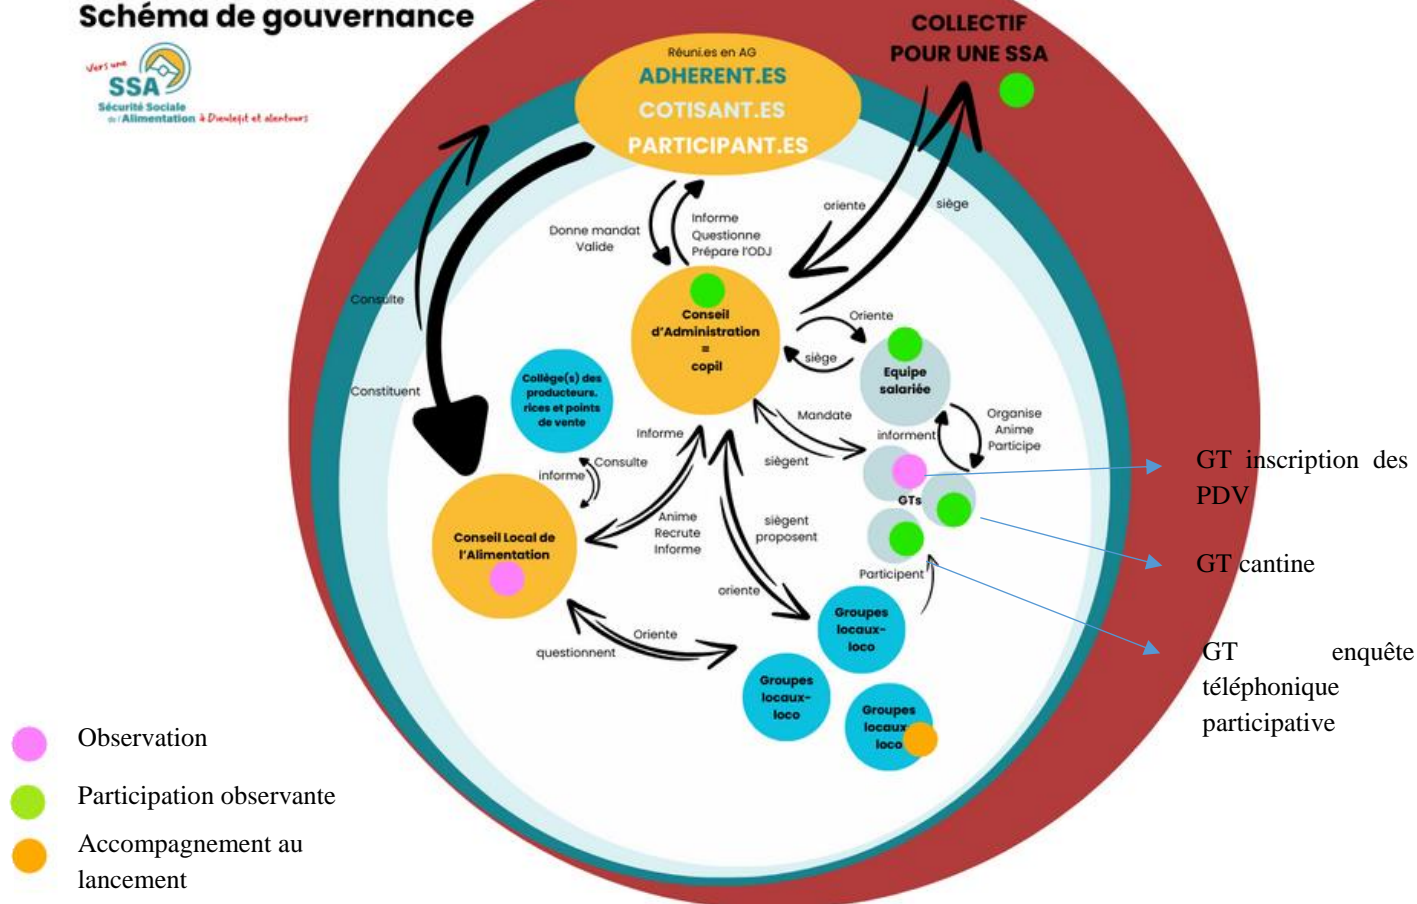 Schéma de gouvernance
Vers une
SSA
Sécurité Sociale
de l'Alimentation à Dieulefit et alentours
COLLECTIF
POUR UNE SSA
Réuni.es en AG
ADHERENT.ES
COTISANT.ES
PARTICIPANT.ES
oriente
siège
Donne mandat
Valide
Informe
Questionne
Prépare l'ODJ
Consulte
Constituent
Conseil
d'Administration
=
copil
Oriente
siège
Equipe
salariée
Collège(s) des
producteurs.
rices et points
de vente
Mandate
siègent
informent
Organise
Anime
Participe
Informe
Consulte
informe
GTs
Conseil Local de
l'Alimentation
Anime
Recrute
Informe
siègent
proposent
oriente
Participent
Oriente
questionnent
Groupes
locaux-
loco
Groupes
locaux-
loco
Groupes
locaux-
loco
GT inscription des
PDV
GT cantine
GT enquête
téléphonique
participative
Observation
Participation observante
Accompagnement au
lancement